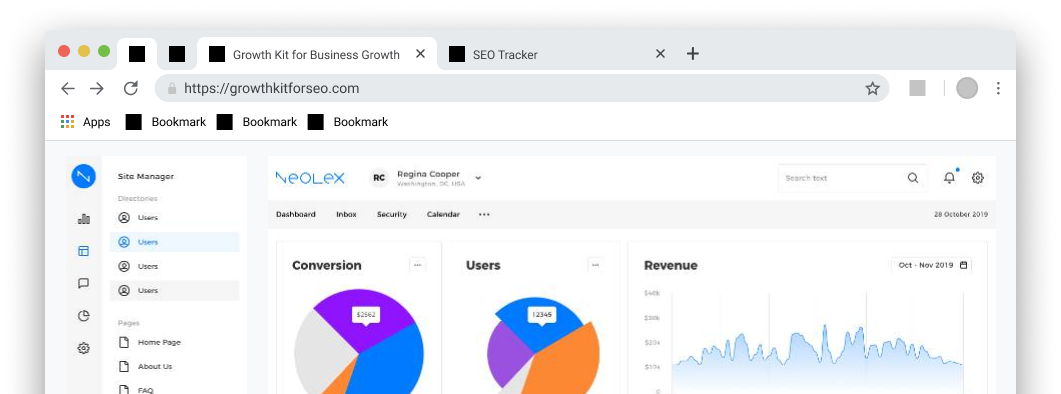 Growth Kit for Business Growth
SEO Tracker
https://growthkitforseo.com
Apps Bookmark Bookmark Bookmark
Site Manager
Directories
Users
Users
Users
Users
Pages
Home Page
About Us
FAQ
NEOLEX
RC
Regina Cooper
Washington, DC, USA
Search text
Dashboard Inbox Security Calendar
28 October 2019
Conversion
$2562
Users
12345
Revenue
Oct - Nov 2019
$40k
$30k
$20k
$10k
0